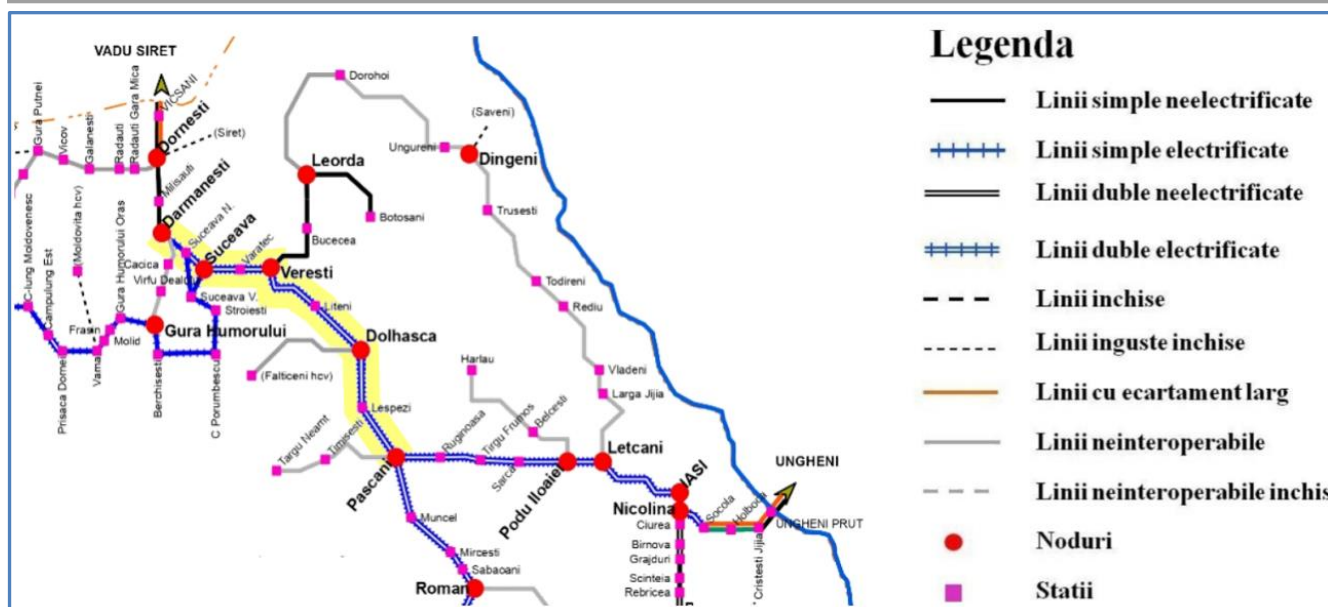 VADU SIRET
Gura Putnei
Vicov
Galanesti
Radauti
Radauti Gara Mica
VICSANI
Dornesti
(Siret)
Milisauti
Darmanesti
Suceava N.
Suceava
Varatec
Veresti
Cacica
Virfu Dealului
Suceava V.
Stroiesti
C-lung Moldovenesc
Campulung Est
(Moldovita hcv)
Gura Humorului Oras
Frasin
Molid
Gura Humorului
Prisaca Dornei
Vama
Berchisesti
C Porumbescu
Dorohoi
Leorda
Botosani
Bucecea
Ungureni
(Saveni)
Dingeni
Trusesti
Todireni
Rediu
Vladeni
Larga Jijia
Liteni
Dolhasca
(Falticeni hcv)
Lespezi
Targu Neamt
Timisesti
Pascani
Harlau
Belcesti
Ruginoasa
Tirgu Frumos
Sarca
Podu Iloaiei
Letcani
IASI
Nicolina
Socola
Holboca
Cristesti Jijia
UNGHENI
UNGHENI PRUT
Ciurea
Birnova
Grajduri
Scinteia
Rebricea
Muncel
Mircesti
Sabaoani
Roman
Legenda
Linii simple neelectrificate
Linii simple electrificate
Linii duble neelectrificate
Linii duble electrificate
Linii inchise
Linii inguste inchise
Linii cu ecartament larg
Linii neinteroperabile
Linii neinteroperabile inchis
Noduri
Statii